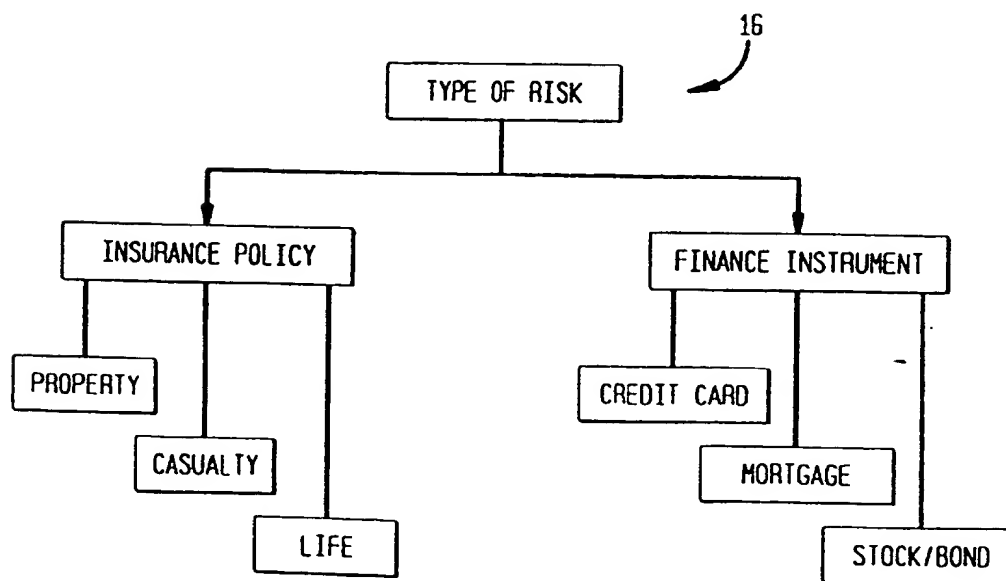 16
TYPE OF RISK
INSURANCE POLICY
FINANCE INSTRUMENT
PROPERTY
CREDIT CARD
CASUALTY
MORTGAGE
LIFE
STOCK/BOND